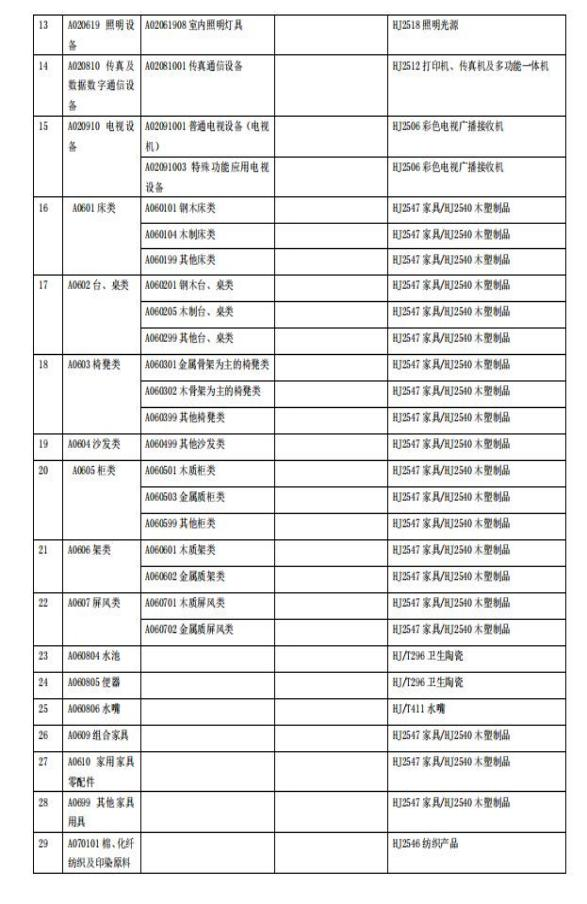 13 A020619 照明设 A02061908 室内照明灯具 HJ2518 照明光源
备
14 A020810 传真及 A02081001 传真通信设备 HJ2512 打印机、传真机及多功能一体机
数据数字通信设
备
15 A020910 电视设 A02091001 普通电视设备（电视 HJ2506 彩色电视广播接收机
备 机）
A02091003 特殊功能应用电视 HJ2506 彩色电视广播接收机
设备
16 A0601 床类 A060101 钢木床类 HJ2547 家具/HJ2540 木塑制品
A060104 木制床类 HJ2547 家具/HJ2540 木塑制品
A060199 其他床类 HJ2547 家具/HJ2540 木塑制品
17 A0602 台、桌类 A060201 钢木台、桌类 HJ2547 家具/HJ2540 木塑制品
A060205 木制台、桌类 HJ2547 家具/HJ2540 木塑制品
A060299 其他台、桌类 HJ2547 家具/HJ2540 木塑制品
18 A0603 椅凳类 A060301 金属骨架为主的椅凳类 HJ2547 家具/HJ2540 木塑制品
A060302 木骨架为主的椅凳类 HJ2547 家具/HJ2540 木塑制品
A060399 其他椅凳类 HJ2547 家具/HJ2540 木塑制品
19 A0604 沙发类 A060499 其他沙发类 HJ2547 家具/HJ2540 木塑制品
20 A0605 柜类 A060501 木质柜类 HJ2547 家具/HJ2540 木塑制品
A060503 金属质柜类 HJ2547 家具/HJ2540 木塑制品
A060599 其他柜类 HJ2547 家具/HJ2540 木塑制品
21 A0606 架类 A060601 木质架类 HJ2547 家具/HJ2540 木塑制品
A060602 金属质架类 HJ2547 家具/HJ2540 木塑制品
22 A0607 屏风类 A060701 木质屏风类 HJ2547 家具/HJ2540 木塑制品
A060702 金属质屏风类 HJ2547 家具/HJ2540 木塑制品
23 A060804 水池 HJ/T296 卫生陶瓷
24 A060805 便器 HJ/T296 卫生陶瓷
25 A060806 水嘴 HJ/T411 水嘴
26 A0609 组合家具 HJ2547 家具/HJ2540 木塑制品
27 A0610 家用家具 HJ2547 家具/HJ2540 木塑制品
零配件
28 A0699 其他家具 HJ2547 家具/HJ2540 木塑制品
用具
29 A070101 棉、化纤 HJ2546 纺织产品
纺织及印染原料